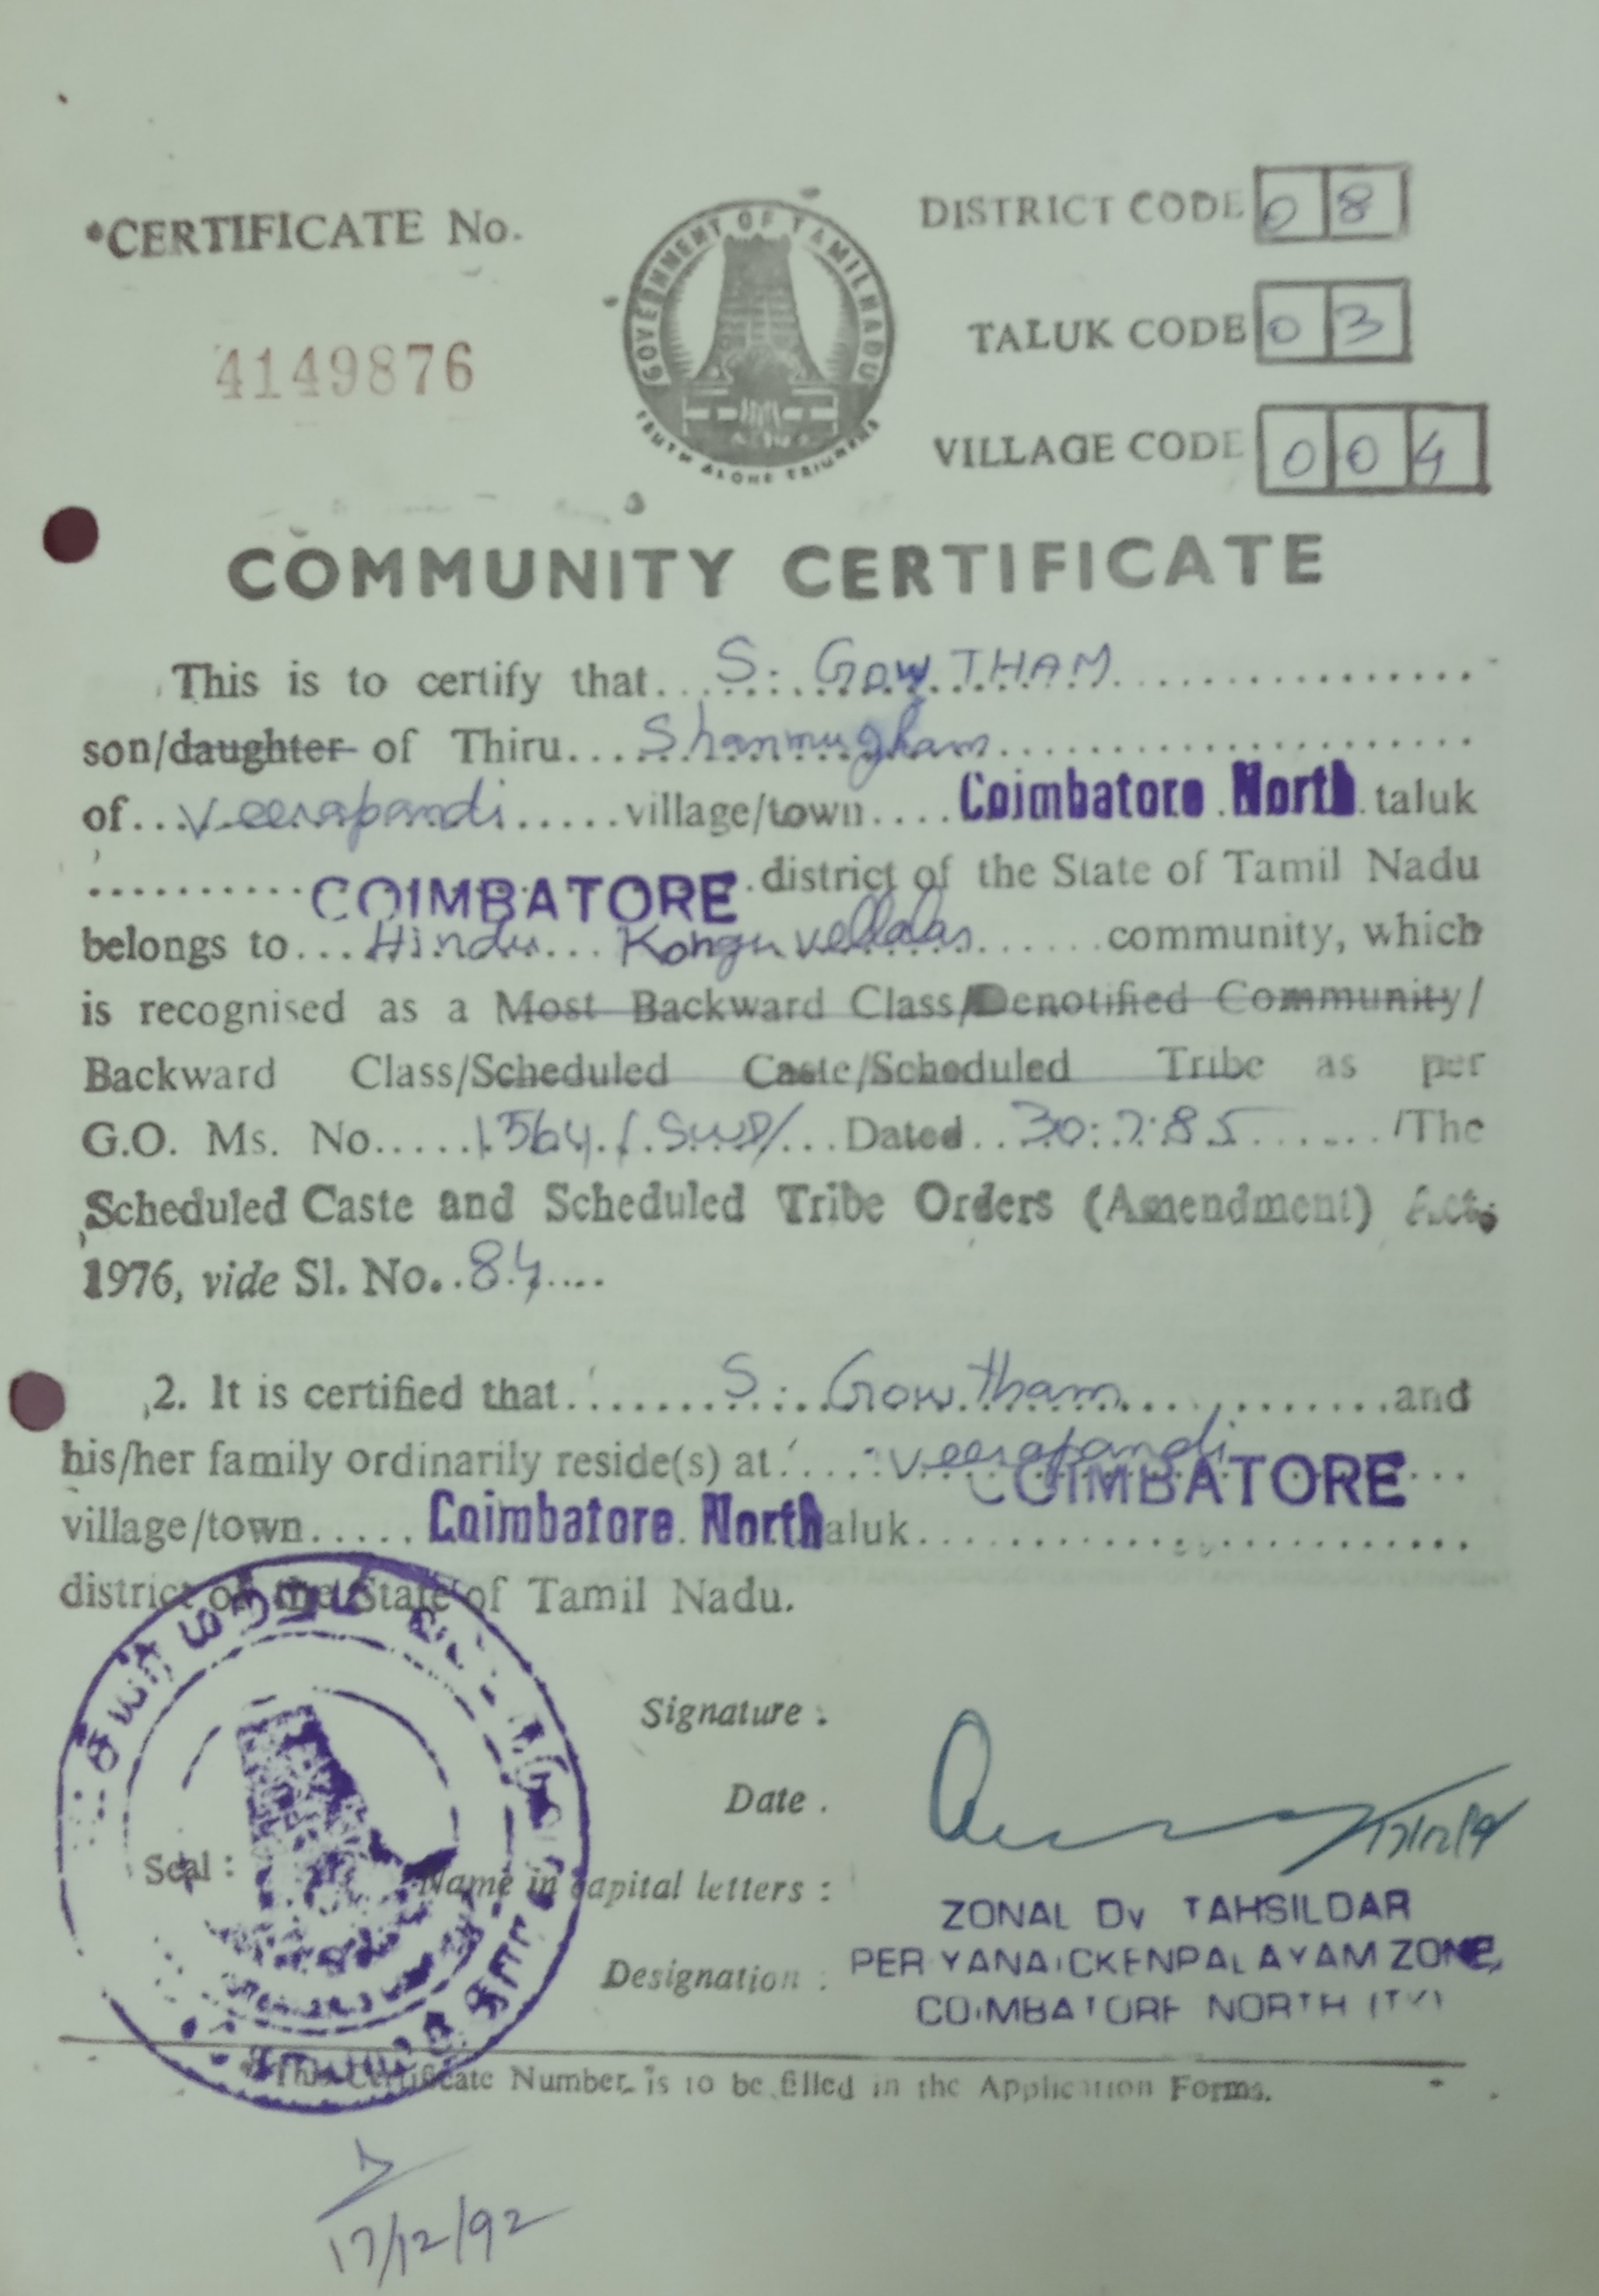 *CERTIFICATE No.
4149876
GOVERNMENT OF TAMILNADU
TRUTH ALONE TRIUMPHS
DISTRICT CODE 0 8
TALUK CODE 0 3
VILLAGE CODE 0 0 4
COMMUNITY CERTIFICATE
This is to certify that S. GOWTHAM
son/daughter of Thiru Shanmugham
of Veerapandi village/town Coimbatore North taluk
COIMBATORE district of the State of Tamil Nadu
belongs to Hindu Kongu vellalar community, which
is recognised as a Most Backward Class/Denotified Community/
Backward Class/Scheduled Caste/Scheduled Tribe as per
G.O. Ms. No. 1564 / SWD/ Dated 30.7.85 /The
Scheduled Caste and Scheduled Tribe Orders (Amendment) Act,
1976, vide Sl. No. 84
2. It is certified that S. Gowtham and
his/her family ordinarily reside(s) at Veerapandi
village/town Coimbatore North taluk COIMBATORE
district of the State of Tamil Nadu.
Signature :
Date :
17/12/9
Seal :
Name in capital letters :
ZONAL Dy TAHSILDAR
Designation :
PERIYANAICKENPALAYAM ZONE,
COIMBATORE NORTH (TK)
* This Certificate Number is to be filled in the Application Forms.
17/12/92